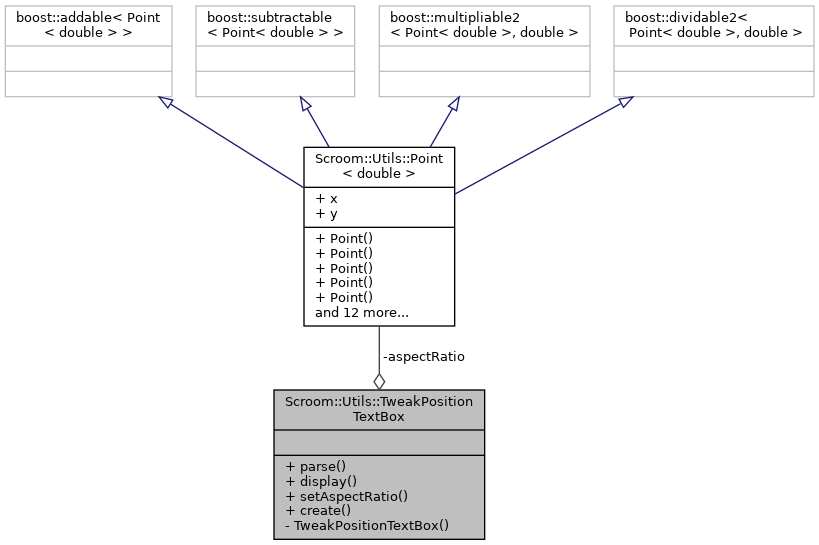 boost::addable< Point
< double > >
boost::subtractable
< Point< double > >
boost::multipliable2
< Point< double >, double >
boost::dividable2<
Point< double >, double >
Scroom::Utils::Point
< double >
+ x
+ y
+ Point()
+ Point()
+ Point()
+ Point()
+ Point()
and 12 more...
-aspectRatio
Scroom::Utils::TweakPosition
TextBox
+ parse()
+ display()
+ setAspectRatio()
+ create()
- TweakPositionTextBox()